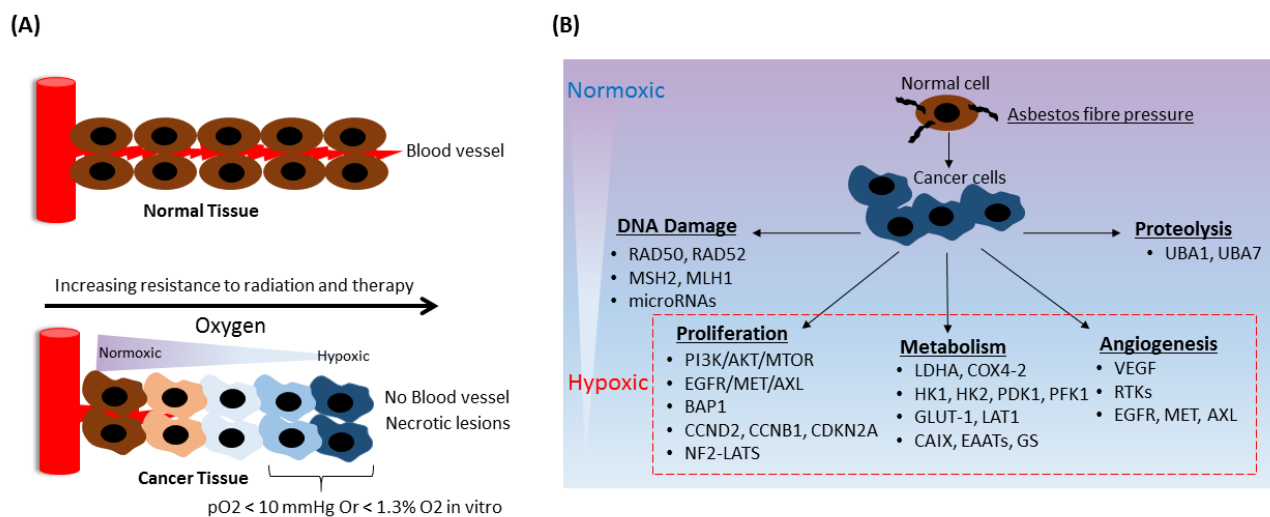 (A)
Blood vessel
Normal Tissue
Increasing resistance to radiation and therapy
Oxygen
Normoxic
Hypoxic
No Blood vessel
Necrotic lesions
Cancer Tissue
pO2 < 10 mmHg Or < 1.3% O2 in vitro
(B)
Normoxic
Normal cell
Asbestos fibre pressure
Cancer cells
DNA Damage
• RAD50, RAD52
• MSH2, MLH1
• microRNAs
Proteolysis
• UBA1, UBA7
Hypoxic
Proliferation
• PI3K/AKT/MTOR
• EGFR/MET/AXL
• BAP1
• CCND2, CCNB1, CDKN2A
• NF2-LATS
Metabolism
• LDHA, COX4-2
• HK1, HK2, PDK1, PFK1
• GLUT-1, LAT1
• CAIX, EAATs, GS
Angiogenesis
• VEGF
• RTKs
• EGFR, MET, AXL